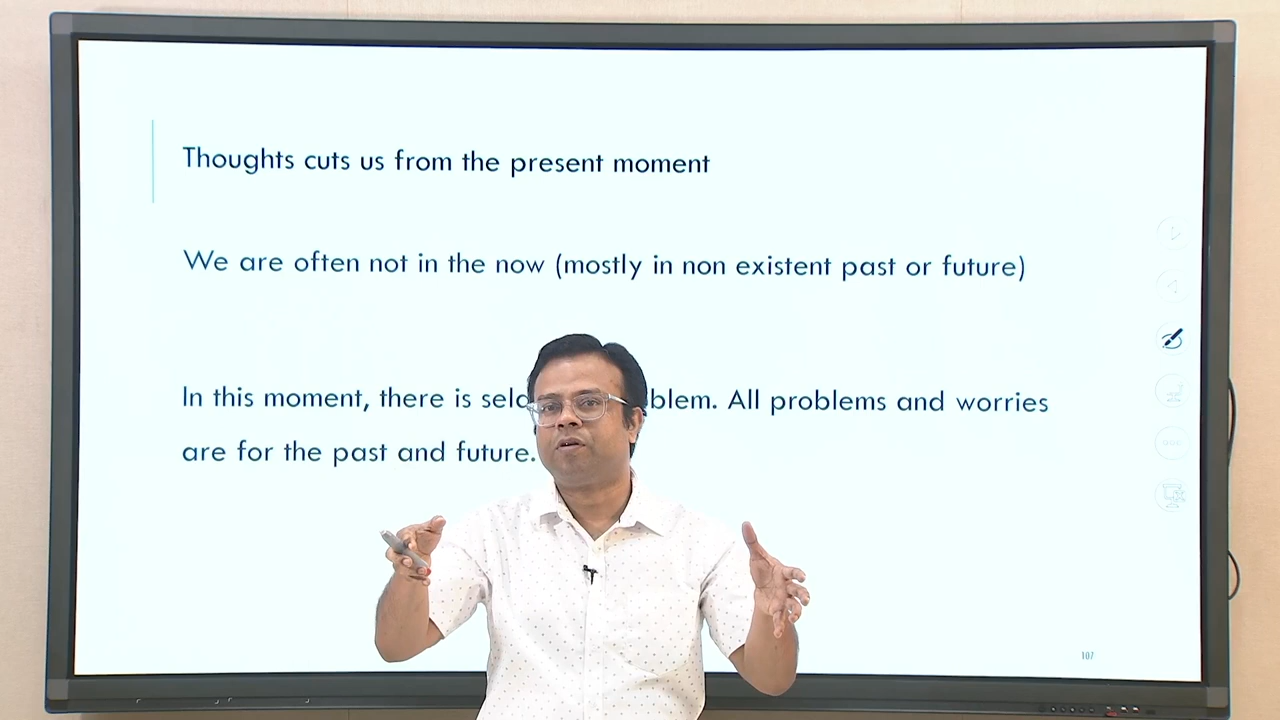 Thoughts cuts us from the present moment
We are often not in the now (mostly in non existent past or future)
In this moment, there is blem. All problems and worries
are for the past and future.
107